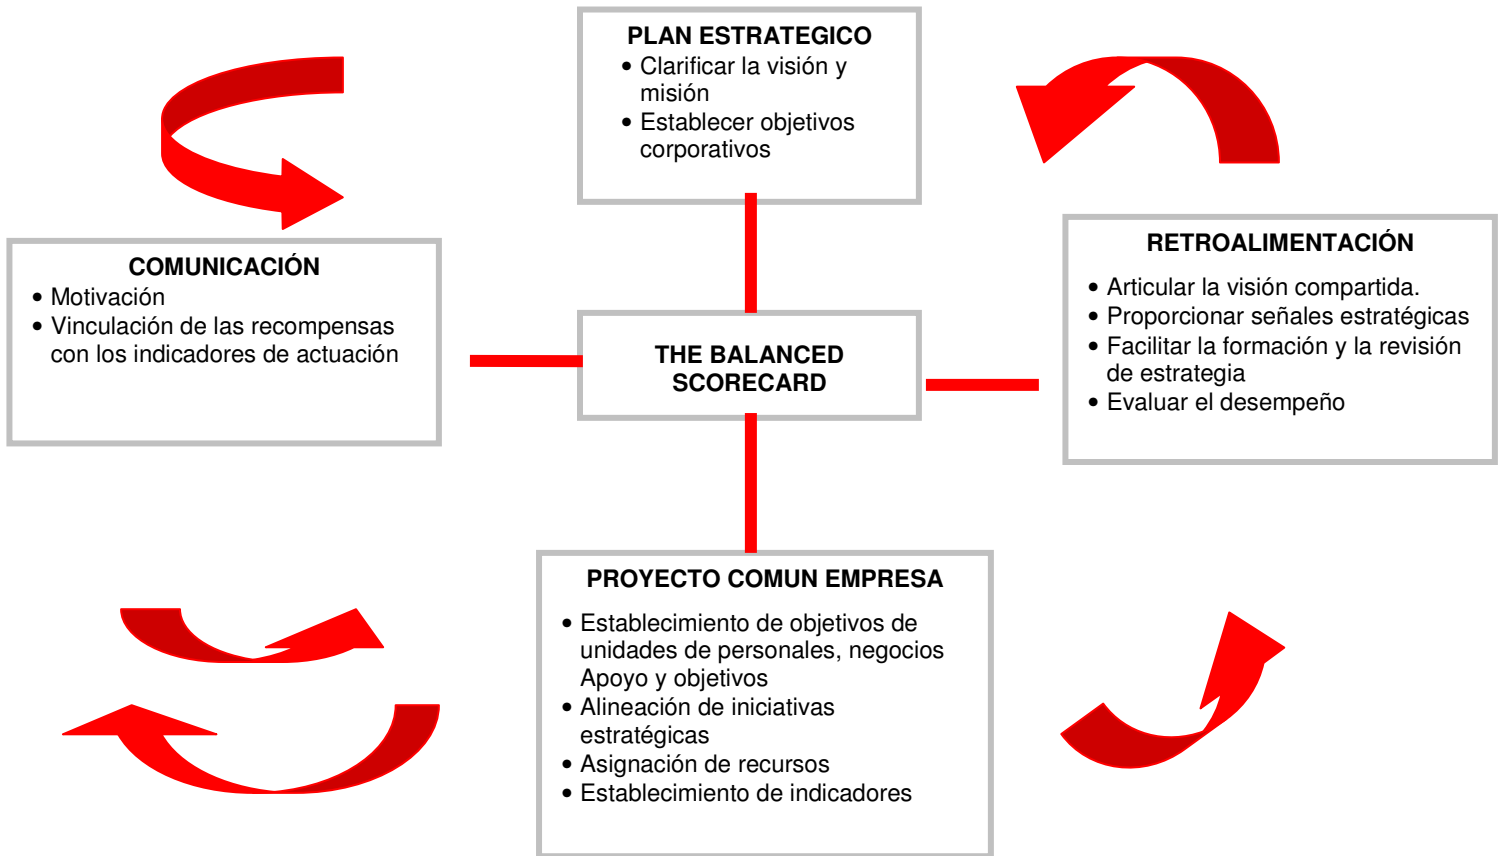 PLAN ESTRATEGICO
• Clarificar la visión y
misión
• Establecer objetivos
corporativos
COMUNICACIÓN
• Motivación
• Vinculación de las recompensas
con los indicadores de actuación
THE BALANCED
SCORECARD
RETROALIMENTACIÓN
• Articular la visión compartida.
• Proporcionar señales estratégicas
• Facilitar la formación y la revisión
de estrategia
• Evaluar el desempeño
PROYECTO COMUN EMPRESA
• Establecimiento de objetivos de
unidades de personales, negocios
Apoyo y objetivos
• Alineación de iniciativas
estratégicas
• Asignación de recursos
• Establecimiento de indicadores